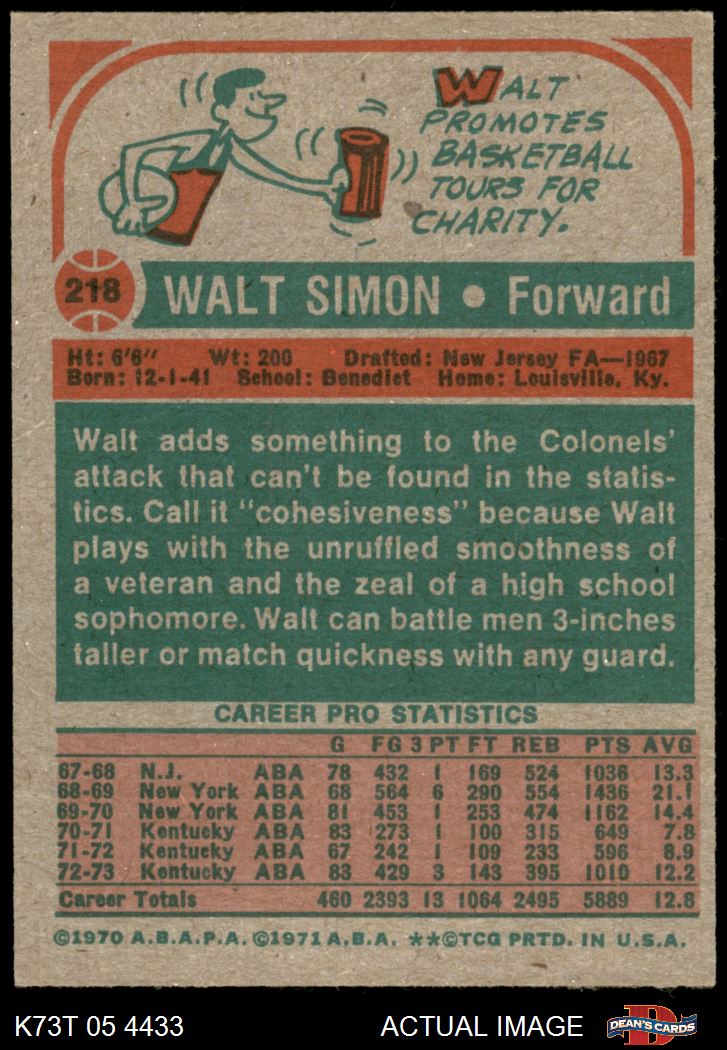 WALT
PROMOTES
BASKETBALL
TOURS FOR
CHARITY.
218 WALT SIMON • Forward
Ht: 6'6" Wt: 200 Drafted: New Jersey FA—1967
Born: 12-1-41 School: Benedict Home: Louisville, Ky.
Walt adds something to the Colonels'
attack that can't be found in the statis-
tics. Call it "cohesiveness" because Walt
plays with the unruffled smoothness of
a veteran and the zeal of a high school
sophomore. Walt can battle men 3-inches
taller or match quickness with any guard.
CAREER PRO STATISTICS
G FG 3 PT FT REB PTS AVG
67-68 N.J. ABA 78 432 1 169 524 1036 13.3
68-69 New York ABA 68 564 6 290 554 1436 21.1
69-70 New York ABA 81 453 1 253 474 1162 14.4
70-71 Kentucky ABA 83 273 1 100 315 649 7.8
71-72 Kentucky ABA 67 242 1 109 233 596 8.9
72-73 Kentucky ABA 83 429 3 143 395 1010 12.2
Career Totals 460 2393 13 1064 2495 5889 12.8
©1970 A.B.A.P.A. ©1971 A.B.A. **©TCG PRTD. IN U.S.A.
K73T 05 4433 ACTUAL IMAGE DEAN'S CARDS